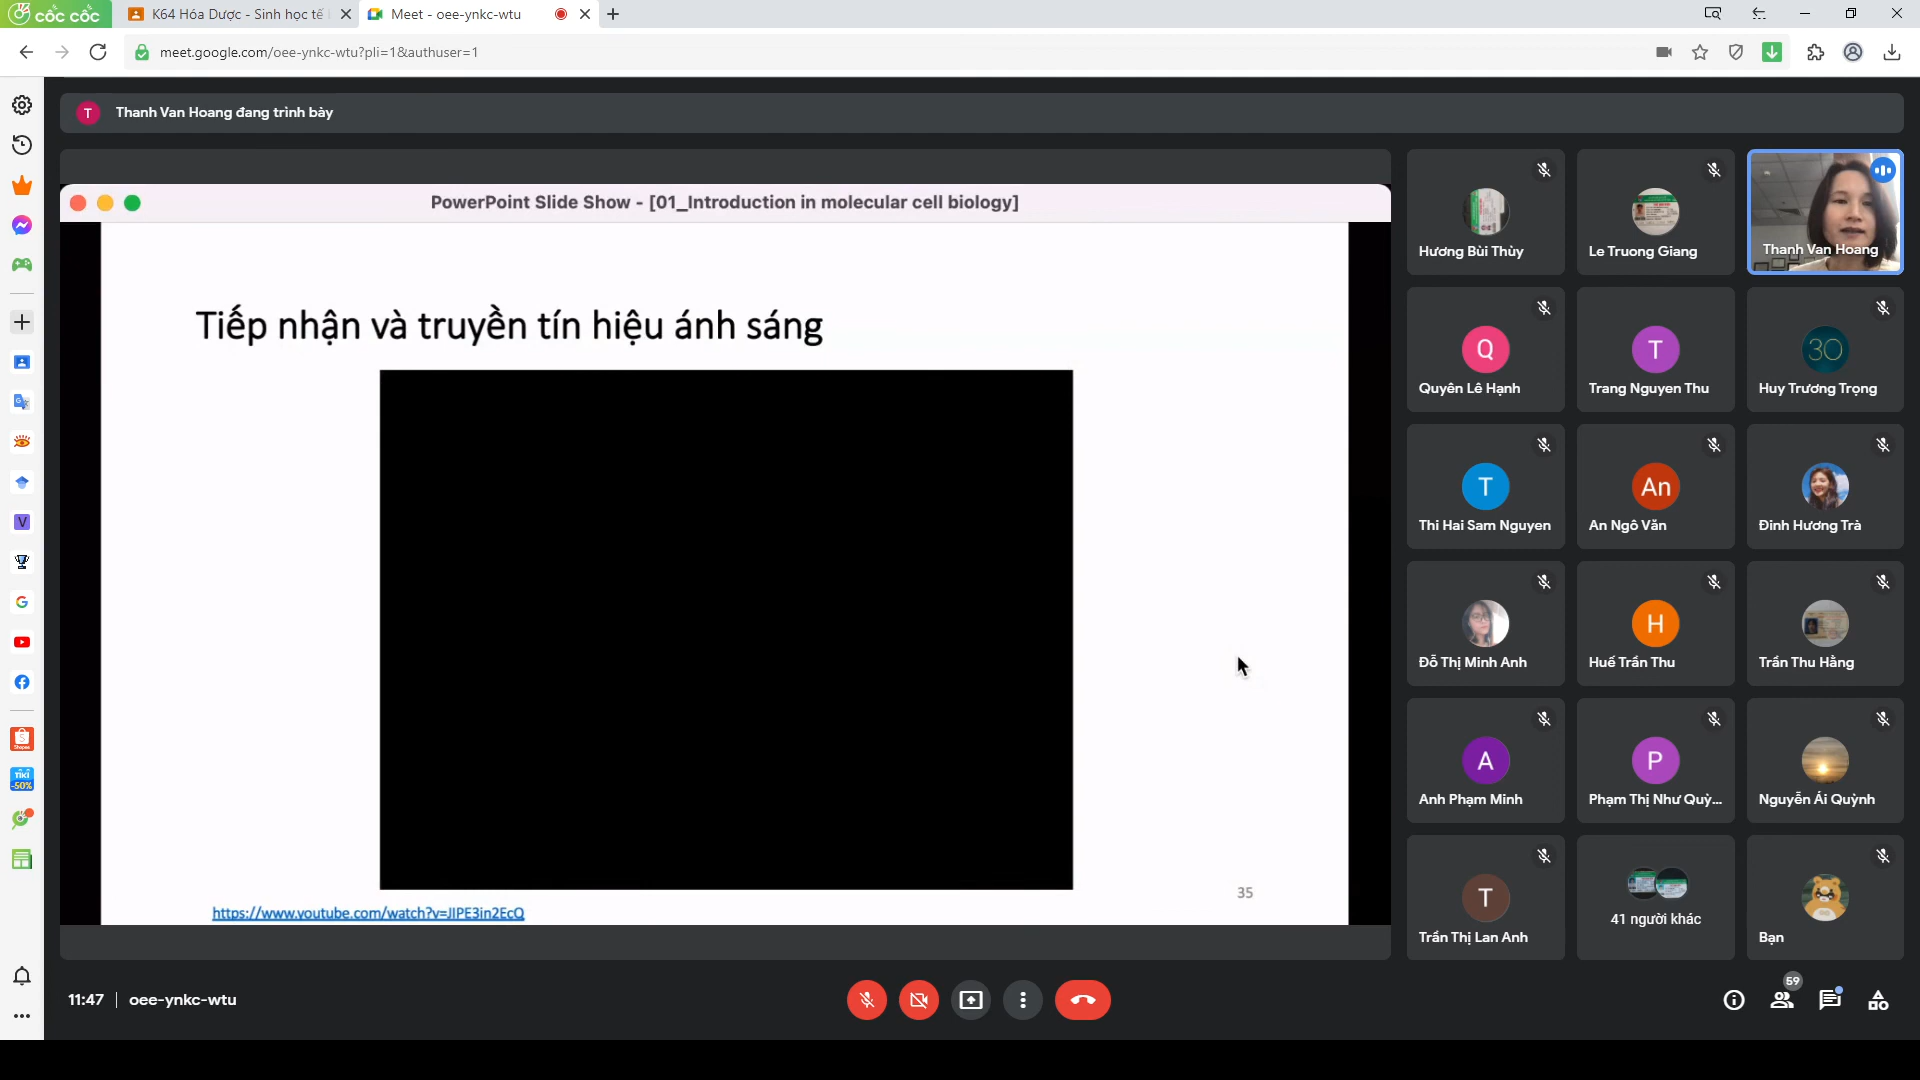 cốc cốc
K64 Hóa Dược - Sinh học tế
Meet - oee-ynkc-wtu
meet.google.com/oee-ynkc-wtu?pli=1&authuser=1
T
Thanh Van Hoang đang trình bày
PowerPoint Slide Show - [01_Introduction in molecular cell biology]
Tiếp nhận và truyền tín hiệu ánh sáng
https://www.youtube.com/watch?v=JIPE3in2EcQ
35
Hương Bùi Thùy
Le Truong Giang
Thanh Van Hoang
Q
Quyên Lê Hạnh
T
Trang Nguyen Thu
30
Huy Trương Trọng
T
Thi Hai Sam Nguyen
An
An Ngô Văn
Đinh Hương Trà
Đỗ Thị Minh Anh
H
Huế Trần Thu
Trần Thu Hằng
A
Anh Phạm Minh
P
Phạm Thị Như Quỳ...
Nguyễn Ái Quỳnh
T
Trần Thị Lan Anh
41 người khác
Bạn
V
G
Shopee
TIKI
-50%
11:47
oee-ynkc-wtu
59